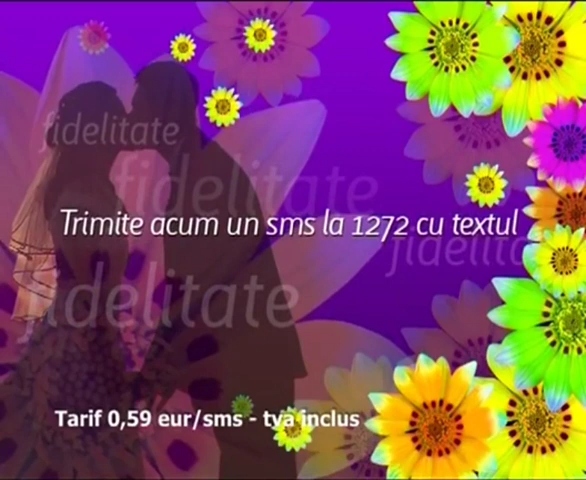 fidelitate
fidelitate
Trimite acum un sms la 1272 cu textul
fidelitate
fidelitate
Tarif 0,59 eur/sms - tva inclus